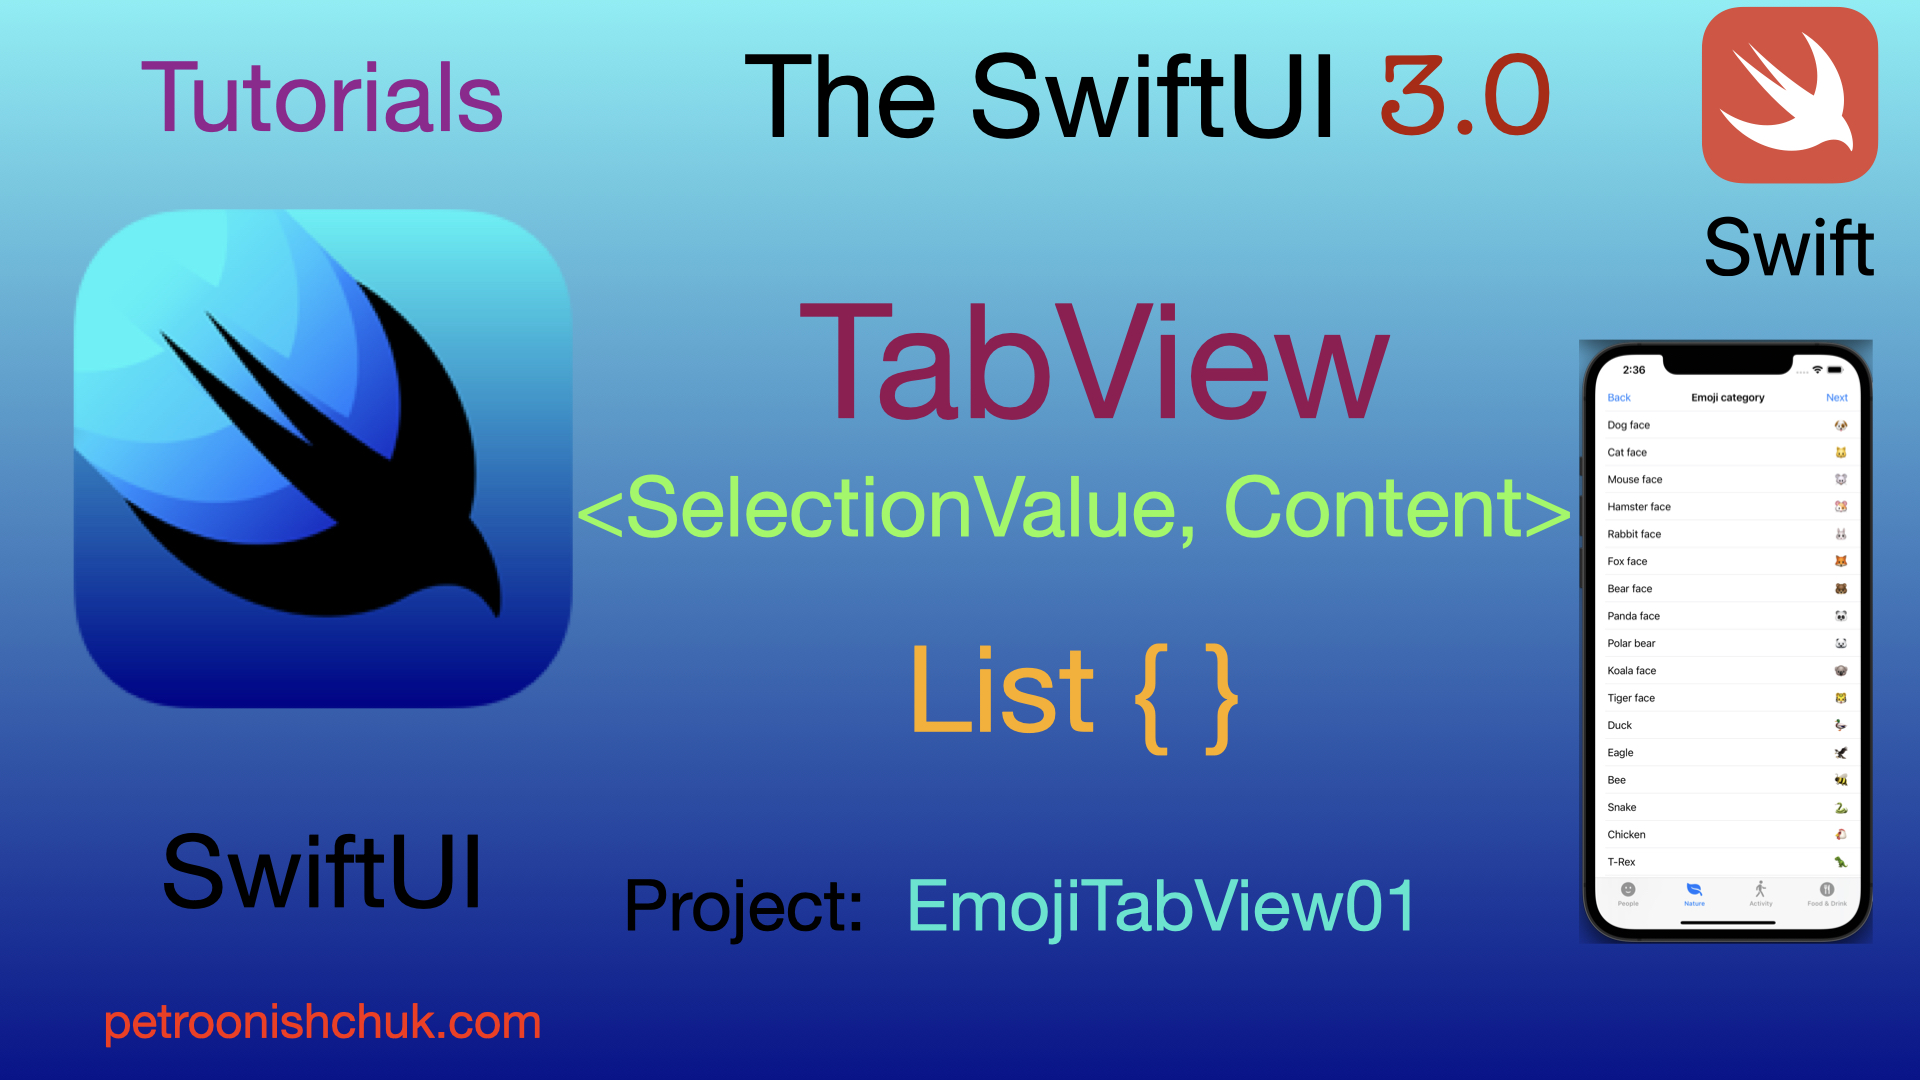 Tutorials
The SwiftUI 3.0
Swift
TabView
<SelectionValue, Content>
List { }
SwiftUI
Project: EmojiTabView01
petroonishchuk.com
2:36
Back Emoji category Next
Dog face
Cat face
Mouse face
Hamster face
Rabbit face
Fox face
Bear face
Panda face
Polar bear
Koala face
Tiger face
Duck
Eagle
Bee
Snake
Chicken
T-Rex
People Nature Activity Food & Drink